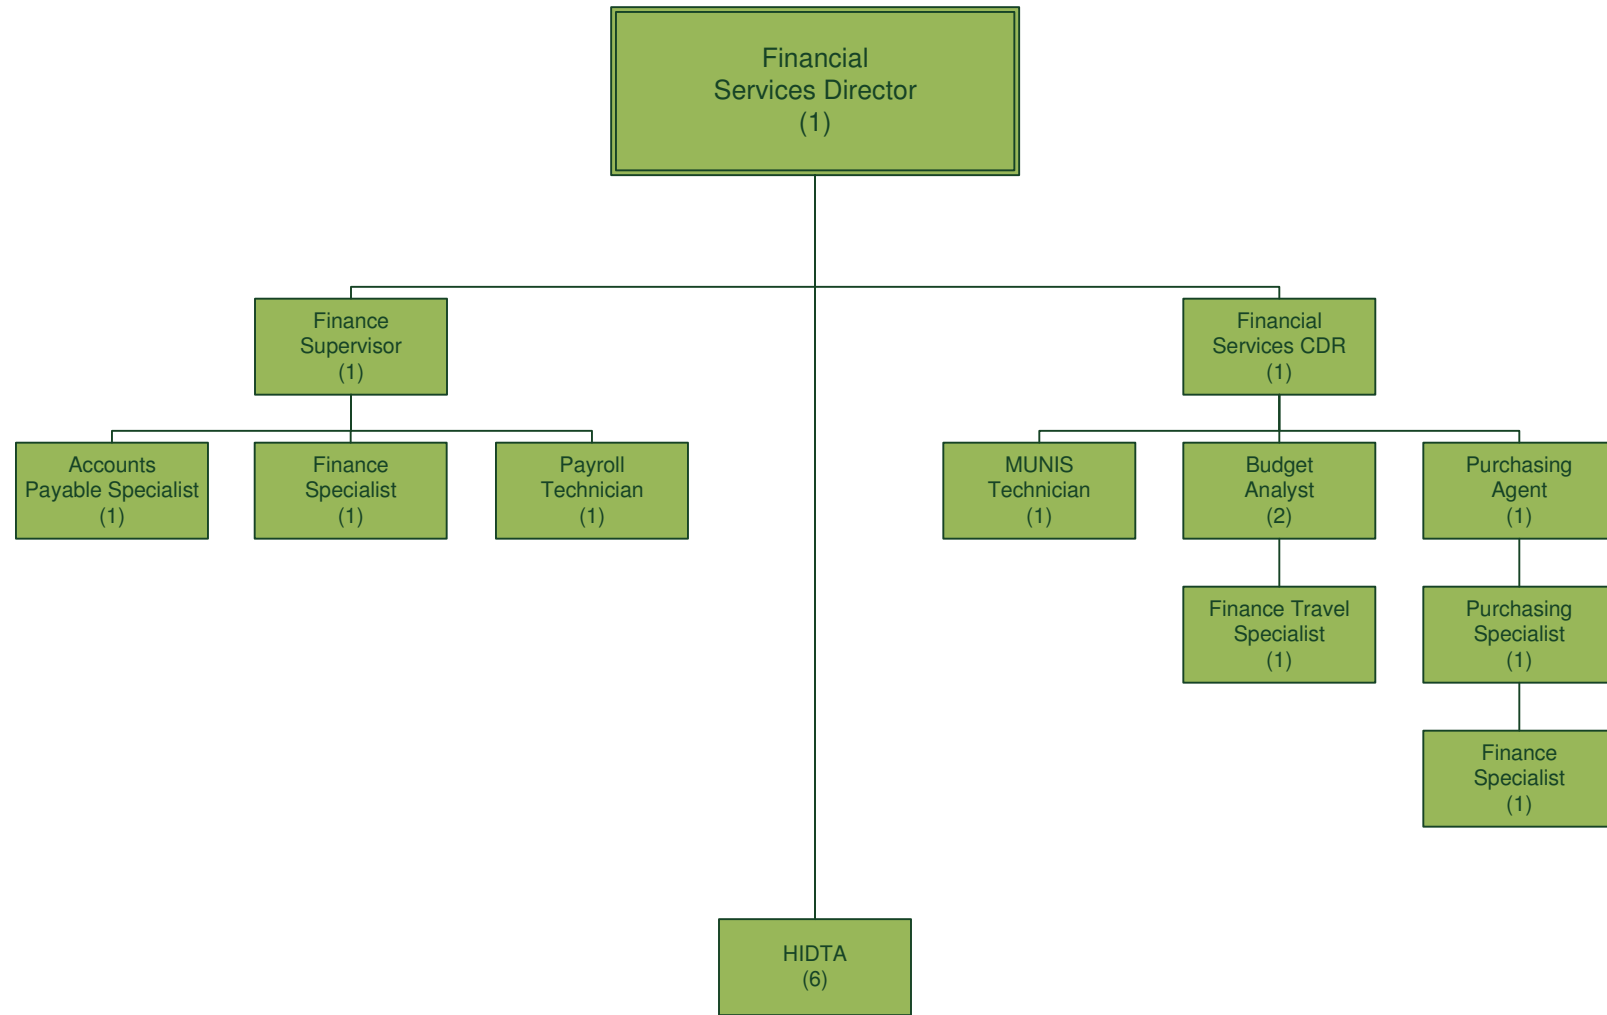 Financial
Services Director
(1)
Finance
Supervisor
(1)
Financial
Services CDR
(1)
Accounts
Payable Specialist
(1)
Finance
Specialist
(1)
Payroll
Technician
(1)
MUNIS
Technician
(1)
Budget
Analyst
(2)
Purchasing
Agent
(1)
Finance Travel
Specialist
(1)
Purchasing
Specialist
(1)
Finance
Specialist
(1)
HIDTA
(6)